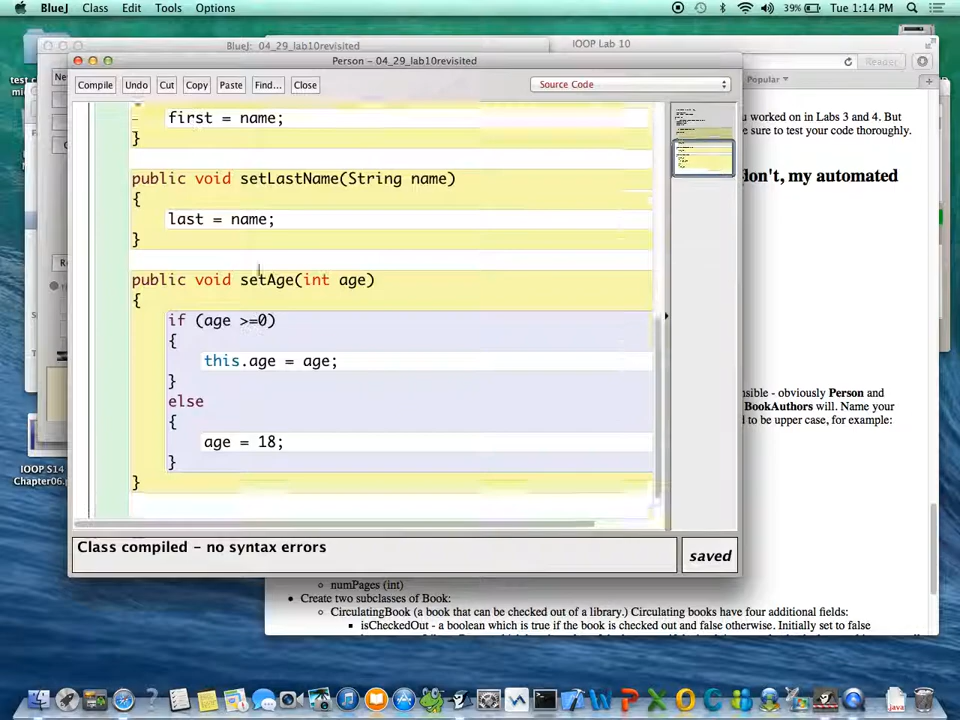 BlueJ Class Edit Tools Options 39% Tue 1:14 PM
BlueJ: 04_29_lab10revisited
IOOP Lab 10
Person - 04_29_lab10revisited
Reader
Compile Undo Cut Copy Paste Find... Close Source Code
Popular
first = name;
}
public void setLastName(String name)
{
last = name;
}
public void setAge(int age)
{
if (age >=0)
{
this.age = age;
}
else
{
age = 18;
}
}
Class compiled - no syntax errors
saved
u worked on in Labs 3 and 4. But
e sure to test your code thoroughly.
don't, my automated
nsible - obviously Person and
BookAuthors will. Name your
d to be upper case, for example:
IOOP S14
Chapter06.
numPages (int)
Create two subclasses of Book:
CirculatingBook (a book that can be checked out of a library.) Circulating books have four additional fields:
isCheckedOut - a boolean which is true if the book is checked out and false otherwise. Initially set to false